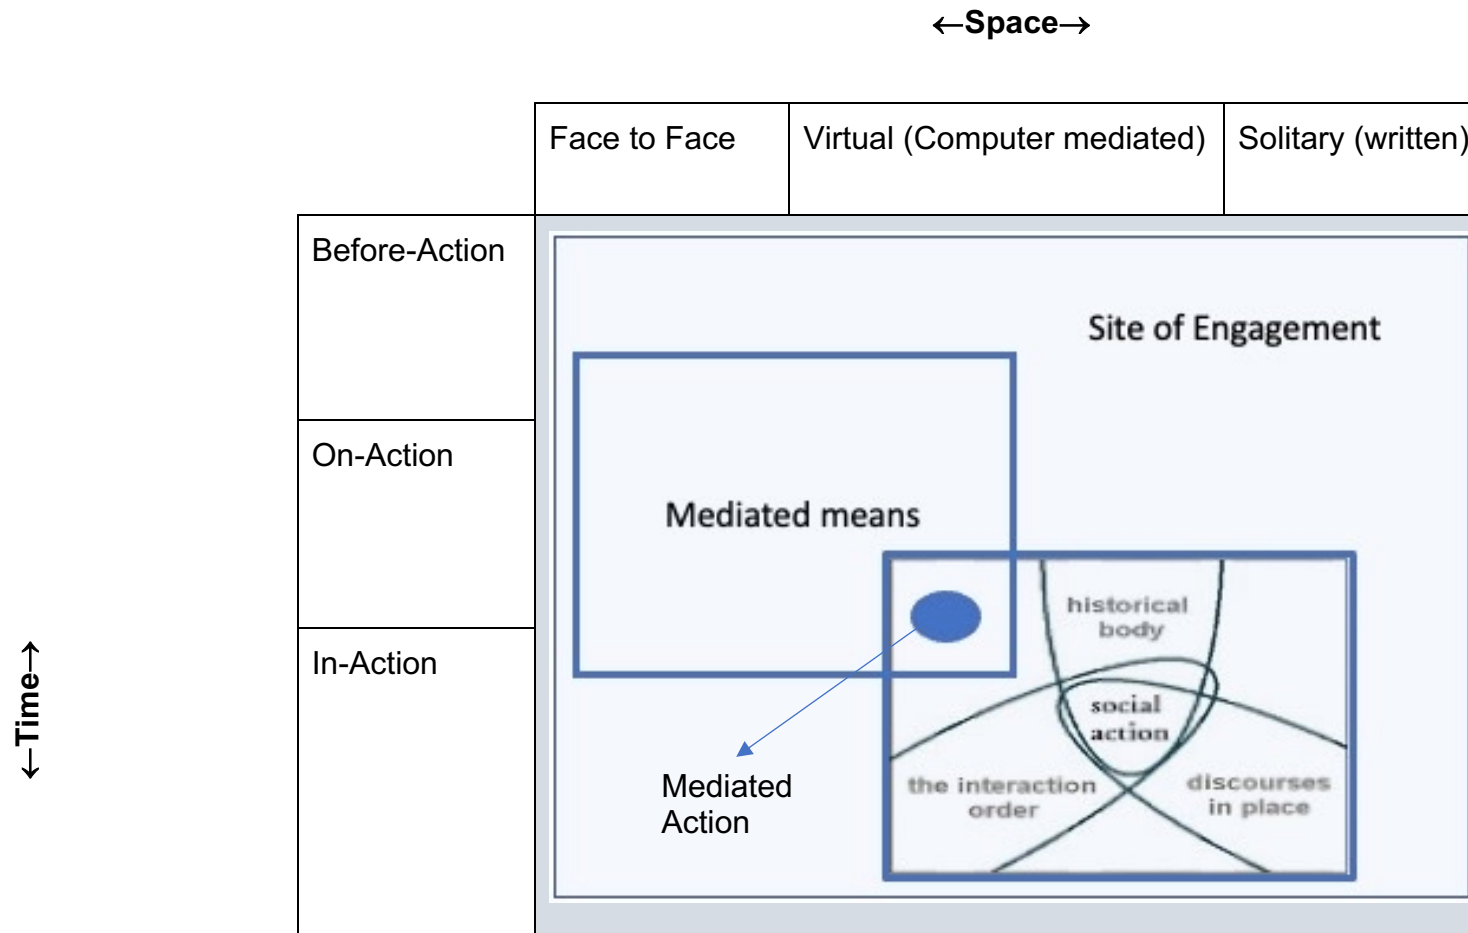 ←Space→
Face to Face
Virtual (Computer mediated)
Solitary (written)
Before-Action
Site of Engagement
On-Action
Mediated means
historical
body
In-Action
social
action
←Time→
Mediated
Action
the interaction
order
discourses
in place